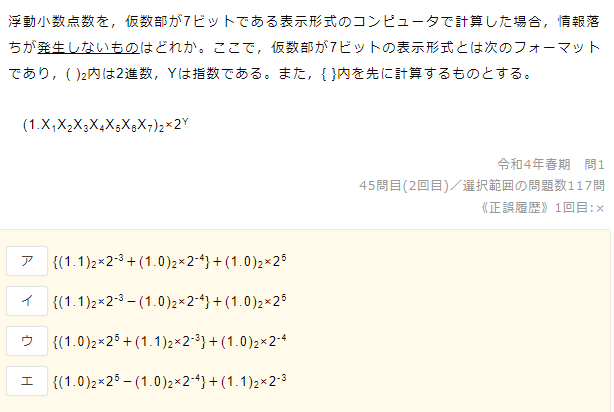 浮動小数点数を，仮数部が7ビットである表示形式のコンピュータで計算した場合，情報落
ちが発生しないものはどれか。ここで，仮数部が7ビットの表示形式とは次のフォーマット
であり，( )₂内は2進数，Yは指数である。また，{ }内を先に計算するものとする。
(1.X₁X₂X₃X₄X₅X₆X₇)₂×2ʸ
令和4年春期　問1
45問目(2回目)／選択範囲の問題数117問
《正誤履歴》1回目:×
ア {(1.1)₂×2⁻³＋(1.0)₂×2⁻⁴}＋(1.0)₂×2⁵
イ {(1.1)₂×2⁻³－(1.0)₂×2⁻⁴}＋(1.0)₂×2⁵
ウ {(1.0)₂×2⁵＋(1.1)₂×2⁻³}＋(1.0)₂×2⁻⁴
エ {(1.0)₂×2⁵－(1.0)₂×2⁻⁴}＋(1.1)₂×2⁻³